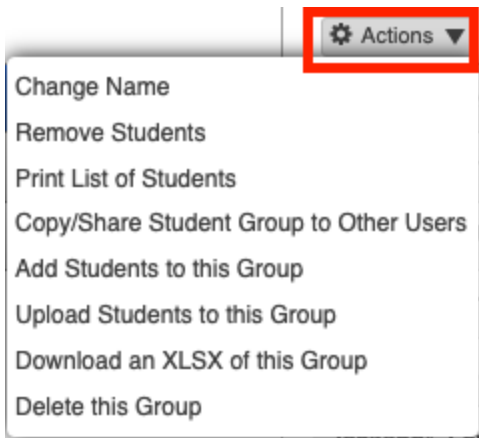 Actions
Change Name
Remove Students
Print List of Students
Copy/Share Student Group to Other Users
Add Students to this Group
Upload Students to this Group
Download an XLSX of this Group
Delete this Group